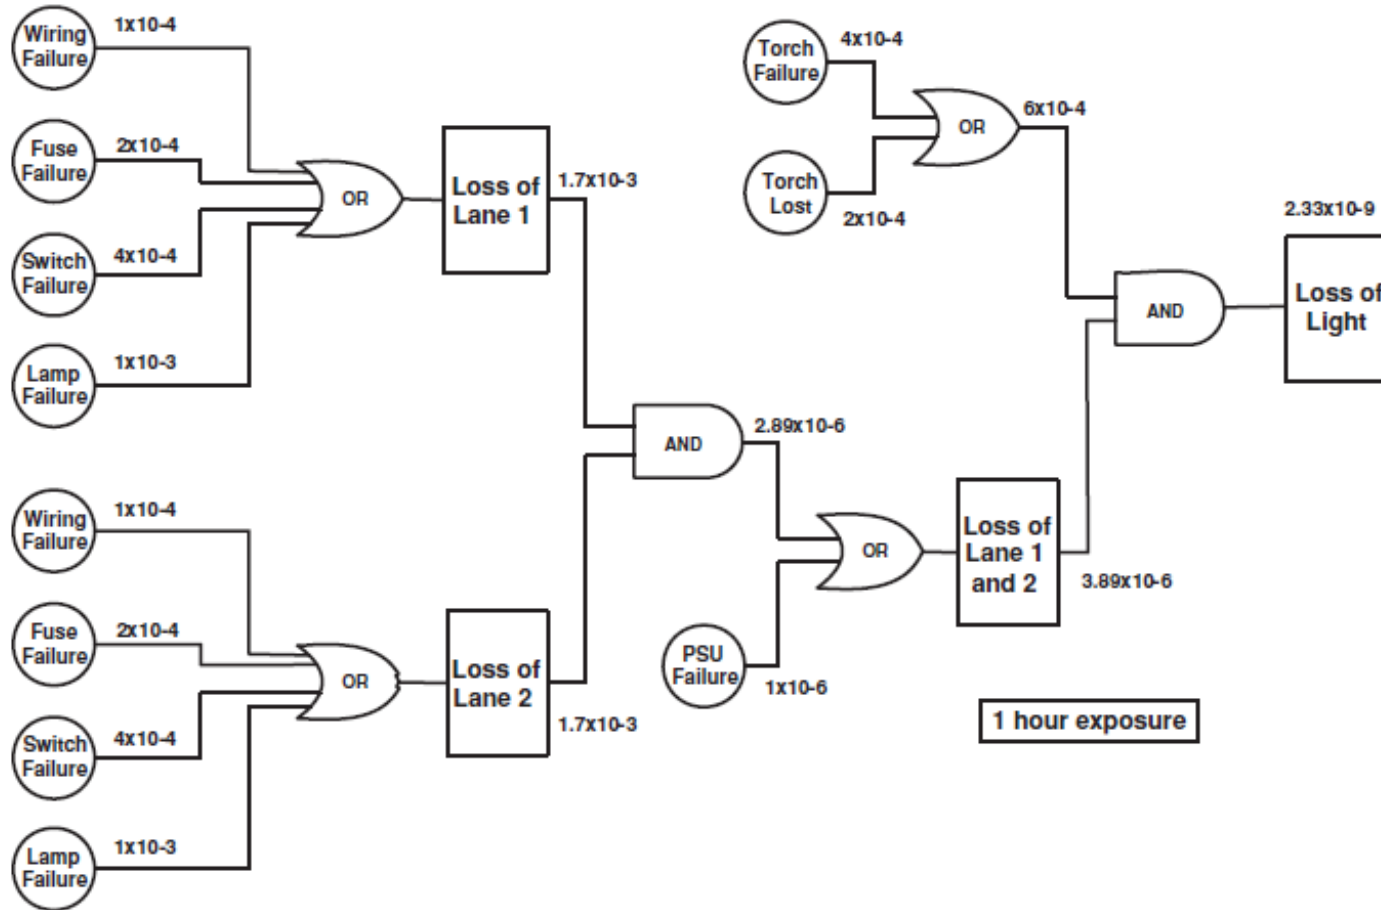 Wiring
Failure
1x10-4
Fuse
Failure
2x10-4
Switch
Failure
4x10-4
Lamp
Failure
1x10-3
OR
Loss of
Lane 1
1.7x10-3
Wiring
Failure
1x10-4
Fuse
Failure
2x10-4
Switch
Failure
4x10-4
Lamp
Failure
1x10-3
OR
Loss of
Lane 2
1.7x10-3
AND
2.89x10-6
PSU
Failure
1x10-6
OR
Loss of
Lane 1
and 2
3.89x10-6
Torch
Failure
4x10-4
Torch
Lost
2x10-4
OR
6x10-4
AND
2.33x10-9
Loss of
Light
1 hour exposure